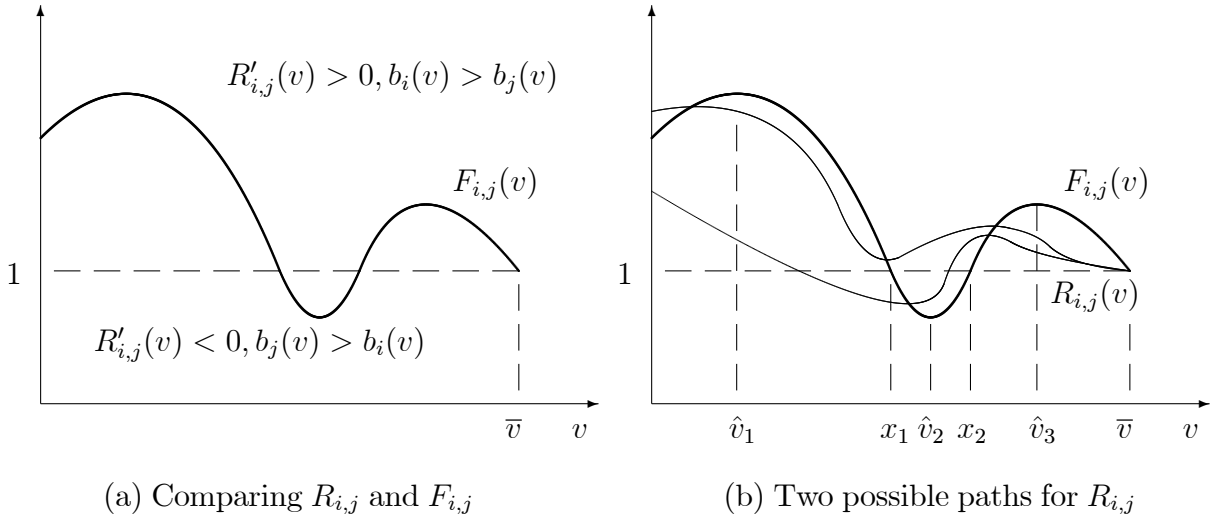 R′_{i,j}(v) > 0, b_i(v) > b_j(v)
F_{i,j}(v)
1
R′_{i,j}(v) < 0, b_j(v) > b_i(v)
v̅ v
(a) Comparing R_{i,j} and F_{i,j}
F_{i,j}(v)
1
R_{i,j}(v)
v̂_1 x_1 v̂_2 x_2 v̂_3 v̅ v
(b) Two possible paths for R_{i,j}